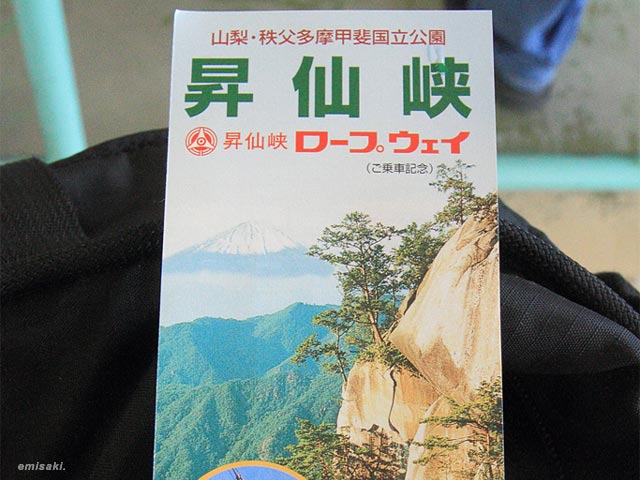 山梨・秩父多摩甲斐国立公園
昇仙峡
昇仙峡 ロープウェイ
(ご乗車記念)
emisaki.